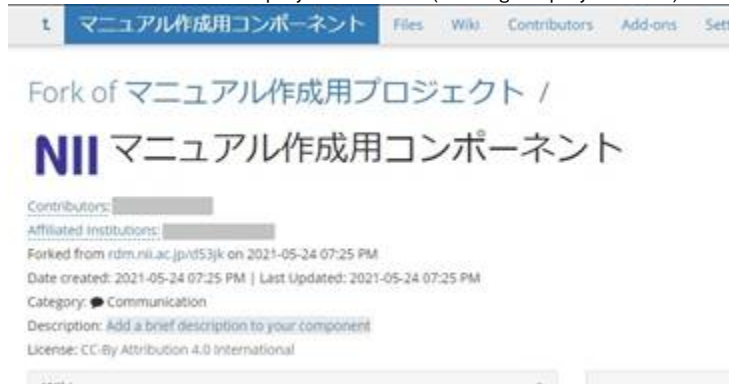 t マニュアル作成用コンポーネント Files Wiki Contributors Add-ons
Fork of マニュアル作成用プロジェクト /
NII マニュアル作成用コンポーネント
Contributors:
Affiliated Institutions:
Forked from rdm.nii.ac.jp/d53jk on 2021-05-24 07:25 PM
Date created: 2021-05-24 07:25 PM | Last Updated: 2021-05-24 07:25 PM
Category: Communication
Description: Add a brief description to your component
License: CC-By Attribution 4.0 International